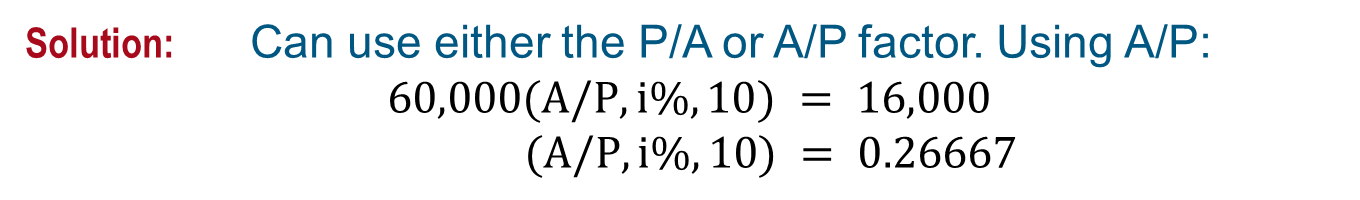 Solution: Can use either the P/A or A/P factor. Using A/P:
60,000(A/P, i%, 10) = 16,000
(A/P, i%, 10) = 0.26667